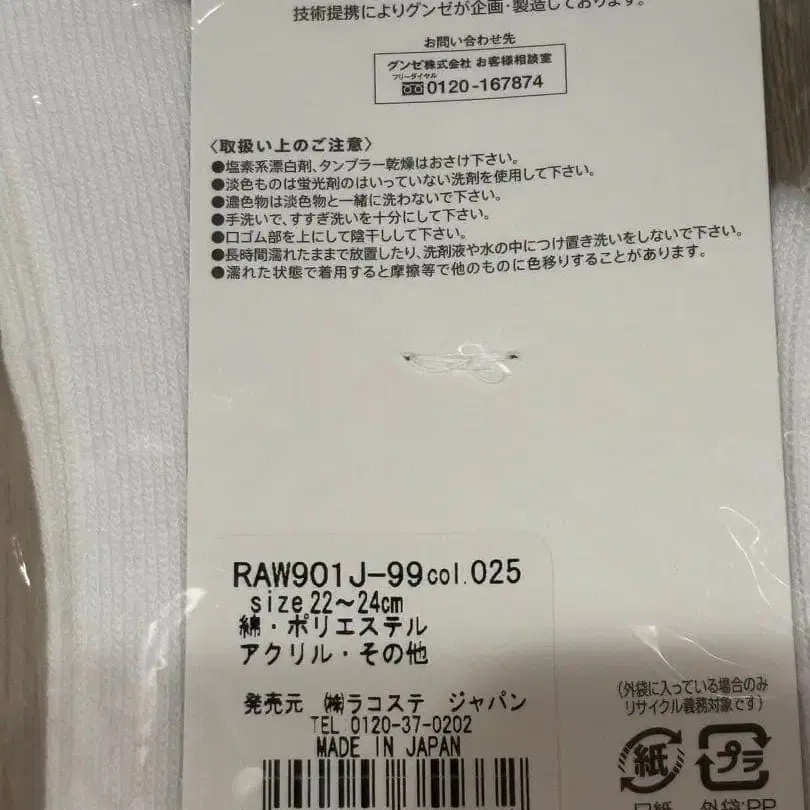 技術提携によりグンゼが企画・製造しております。
お問い合わせ先
グンゼ株式会社 お客様相談室
フリーダイヤル
0120-167874
〈取扱い上のご注意〉
●塩素系漂白剤、タンブラー乾燥はおさけ下さい。
●淡色ものは蛍光剤のはいっていない洗剤を使用して下さい。
●濃色物は淡色物と一緒に洗わないで下さい。
●手洗いで、すすぎ洗いを十分にして下さい。
●口ゴム部を上にして陰干しして下さい。
●長時間濡れたままで放置したり、洗剤液や水の中につけ置き洗いをしないで下さい。
●濡れた状態で着用すると摩擦等で他のものに色移りすることがあります。
RAW901J-99 col.025
size 22～24cm
綿・ポリエステル
アクリル・その他
発売元 ㈱ラコステ ジャパン
TEL 0120-37-0202
MADE IN JAPAN
(外袋に入っている場合のみ
リサイクル義務対象です)
紙 プラ
外袋:PP